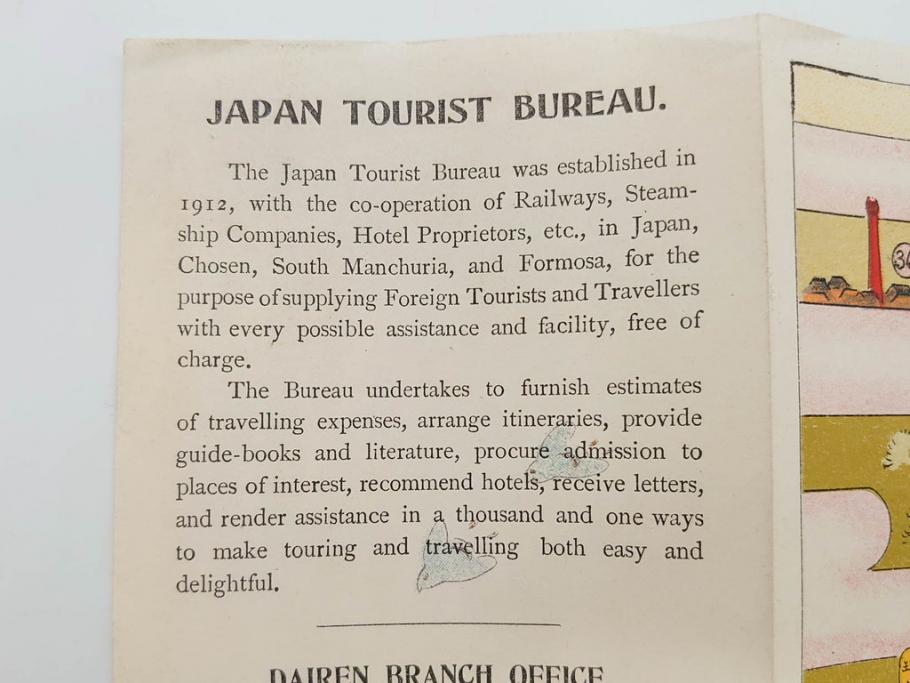 JAPAN TOURIST BUREAU.
The Japan Tourist Bureau was established in
1912, with the co-operation of Railways, Steam-
ship Companies, Hotel Proprietors, etc., in Japan,
Chosen, South Manchuria, and Formosa, for the
purpose of supplying Foreign Tourists and Travellers
with every possible assistance and facility, free of
charge.
The Bureau undertakes to furnish estimates
of travelling expenses, arrange itineraries, provide
guide-books and literature, procure admission to
places of interest, recommend hotels, receive letters,
and render assistance in a thousand and one ways
to make touring and travelling both easy and
delightful.
DAIREN BRANCH OFFICE